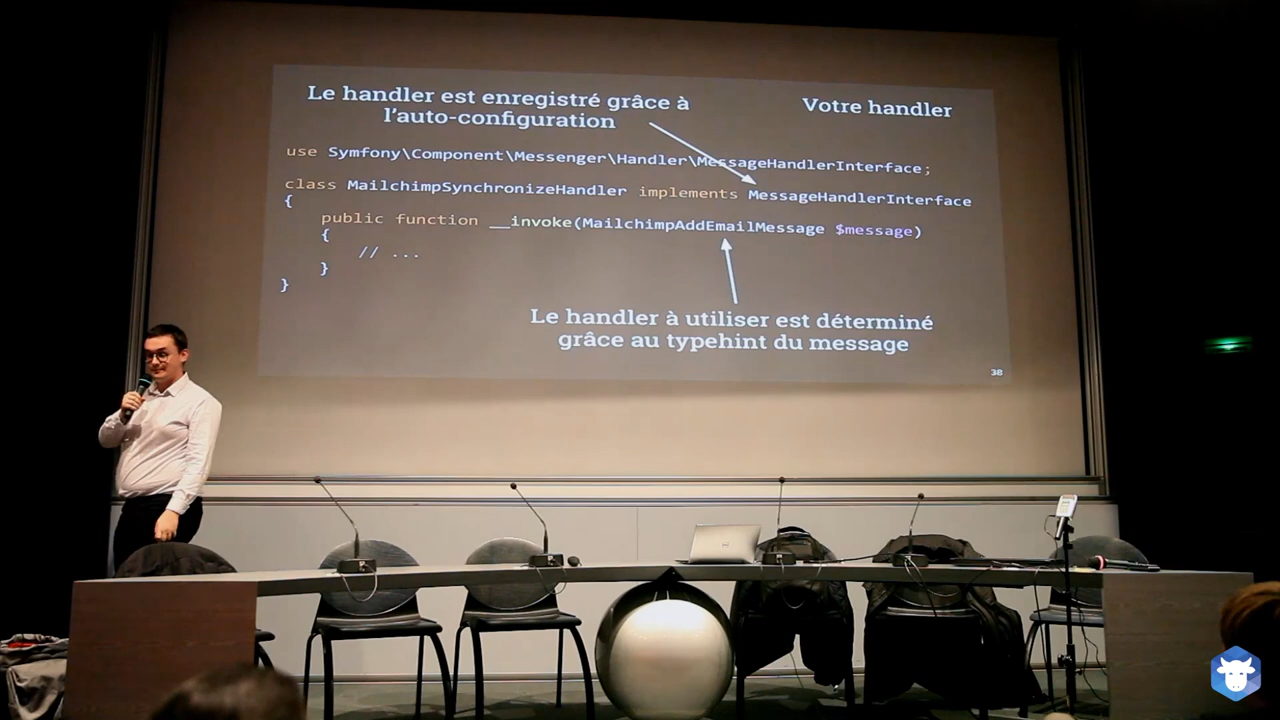 Le handler est enregistré grâce à
l'auto-configuration
Votre handler
use Symfony\Component\Messenger\Handler\MessageHandlerInterface;
class MailchimpSynchronizeHandler implements MessageHandlerInterface
{
public function __invoke(MailchimpAddEmailMessage $message)
{
// ...
}
}
Le handler à utiliser est déterminé
grâce au typehint du message
38